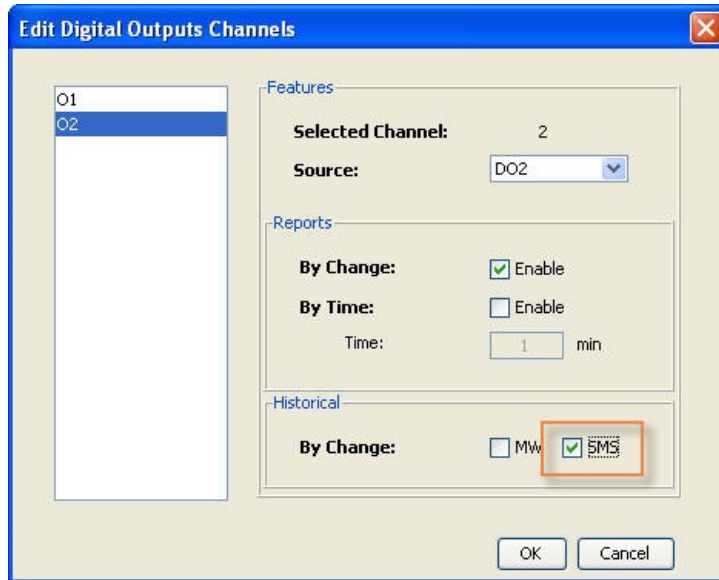 Edit Digital Outputs Channels
O1
O2
Features
Selected Channel: 2
Source: DO2
Reports
By Change: Enable
By Time: Enable
Time: 1 min
Historical
By Change: MW SMS
OK Cancel